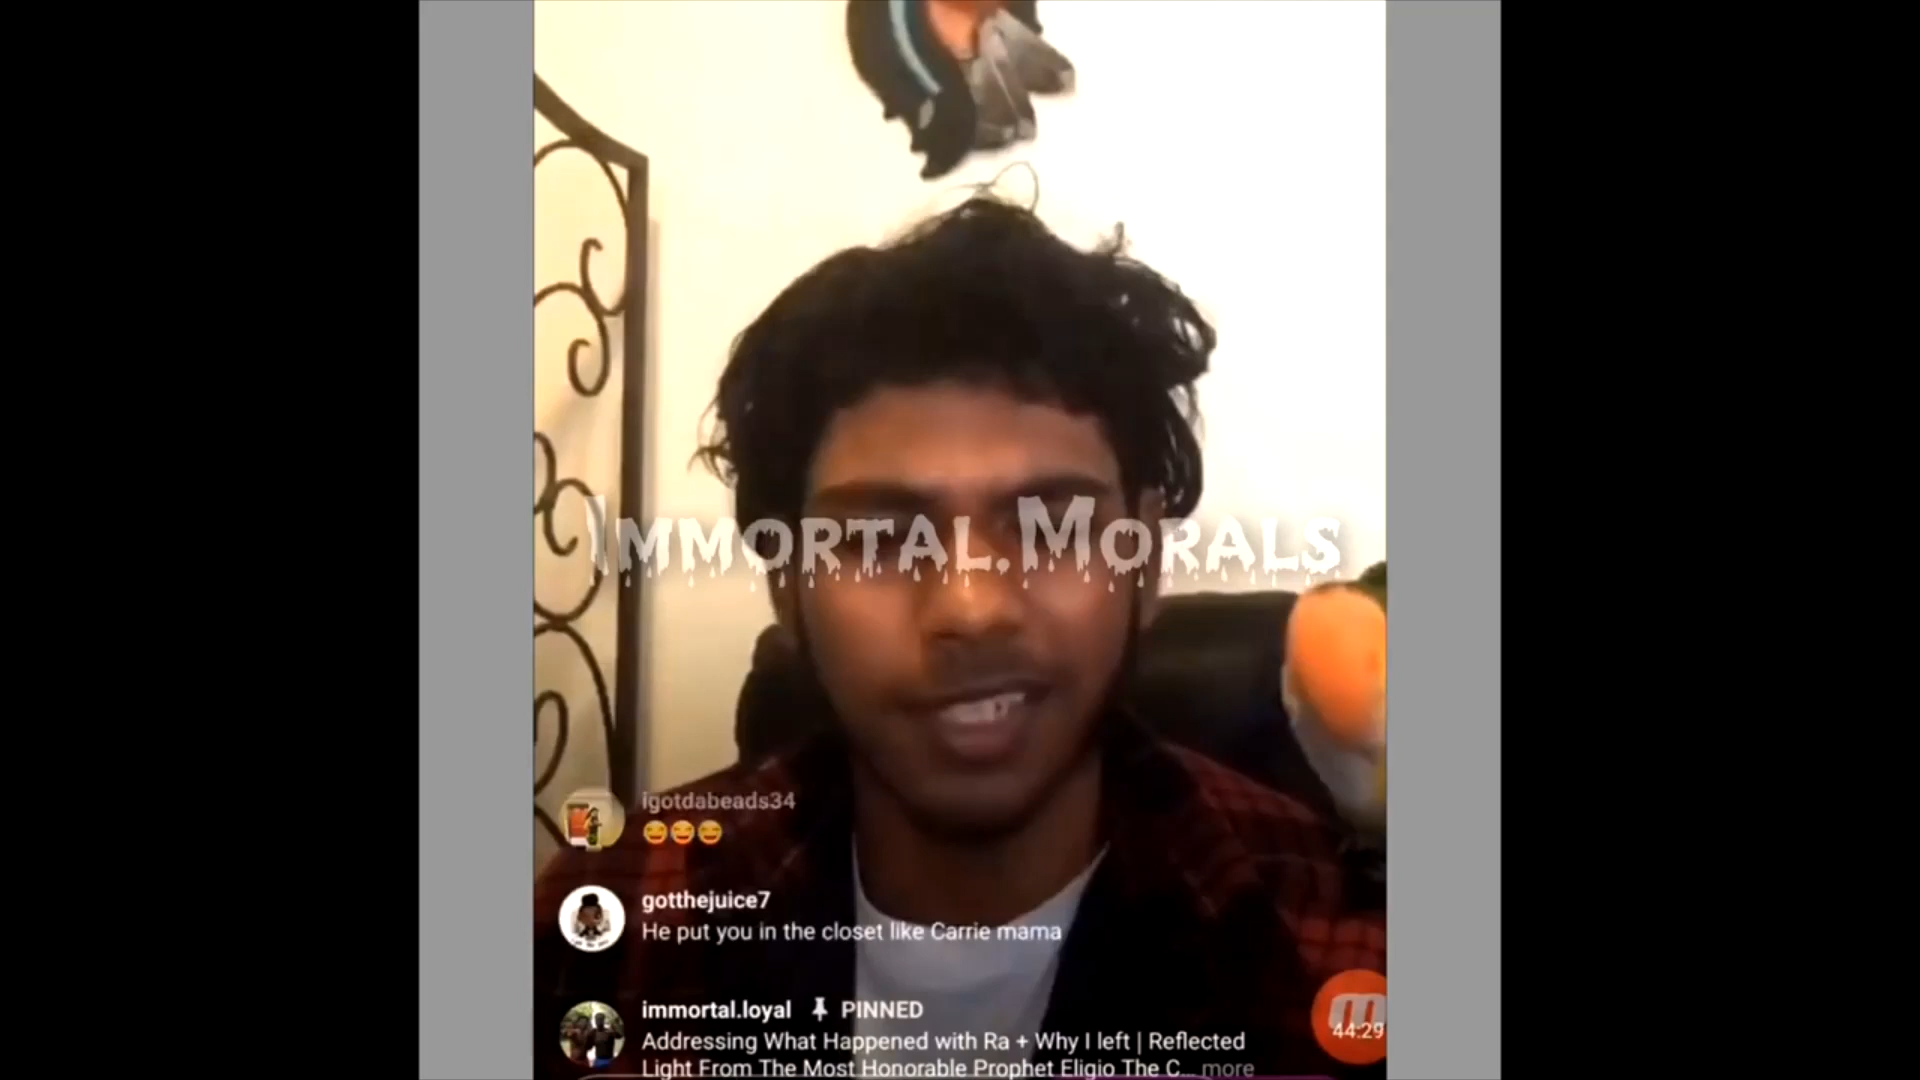 Immortal.Morals
igotdabeads34
😂😂😂
gotthejuice7
He put you in the closet like Carrie mama
immortal.loyal PINNED
Addressing What Happened with Ra + Why I left | Reflected
Light From The Most Honorable Prophet Eligio The C... more
44:29